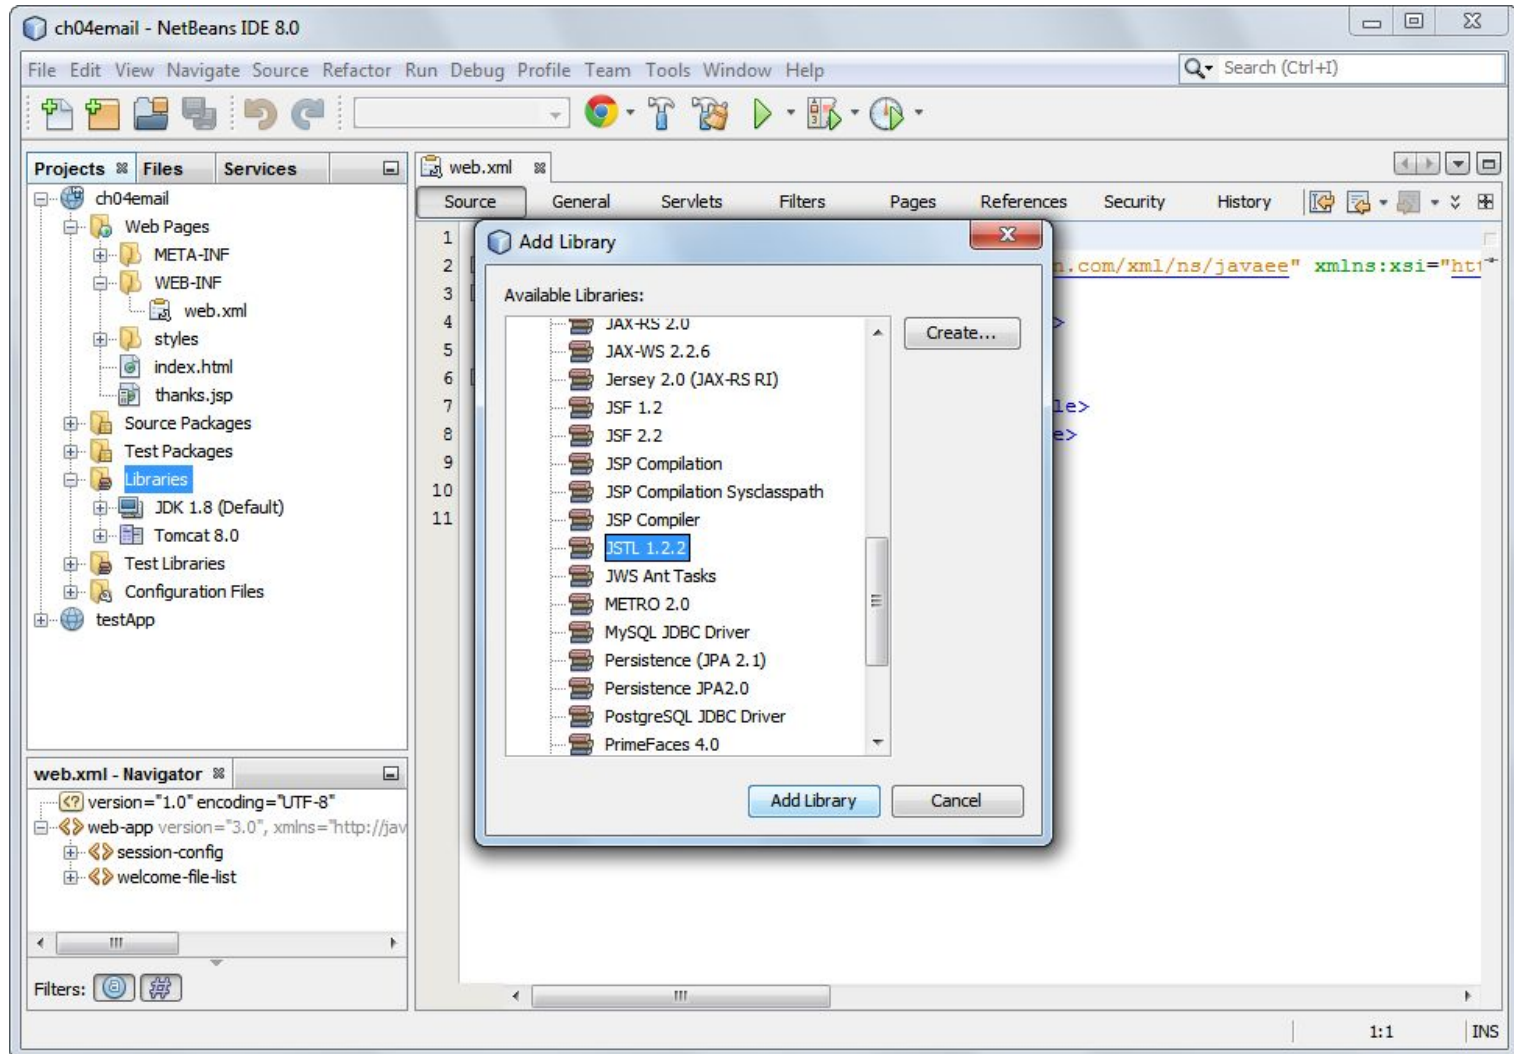 ch04email - NetBeans IDE 8.0
File Edit View Navigate Source Refactor Run Debug Profile Team Tools Window Help
Search (Ctrl+I)
Projects Files Services
ch04email
Web Pages
META-INF
WEB-INF
web.xml
styles
index.html
thanks.jsp
Source Packages
Test Packages
Libraries
JDK 1.8 (Default)
Tomcat 8.0
Test Libraries
Configuration Files
testApp
web.xml - Navigator
version="1.0" encoding="UTF-8"
web-app version="3.0", xmlns="http://jav
session-config
welcome-file-list
Filters:
web.xml
Source General Servlets Filters Pages References Security History
1
2 n.com/xml/ns/javaee" xmlns:xsi="htt
3
4 >
5
6
7 le>
8 e>
9
10
11
Add Library
Available Libraries:
JAX-RS 2.0
JAX-WS 2.2.6
Jersey 2.0 (JAX-RS RI)
JSF 1.2
JSF 2.2
JSP Compilation
JSP Compilation Sysclasspath
JSP Compiler
JSTL 1.2.2
JWS Ant Tasks
METRO 2.0
MySQL JDBC Driver
Persistence (JPA 2.1)
Persistence JPA2.0
PostgreSQL JDBC Driver
PrimeFaces 4.0
Create...
Add Library Cancel
1:1 INS